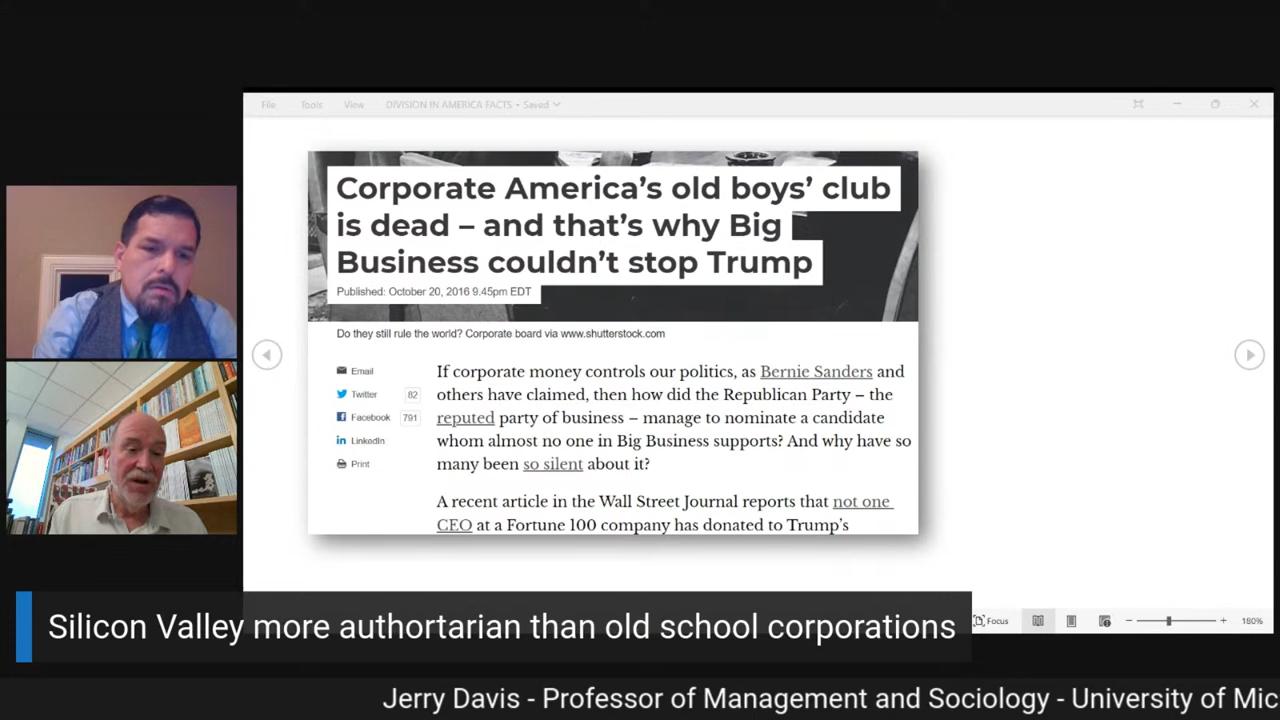 File Tools View DIVISION IN AMERICA FACTS • Saved
Corporate America's old boys' club
is dead – and that's why Big
Business couldn't stop Trump
Published: October 20, 2016 9.45pm EDT
Do they still rule the world? Corporate board via www.shutterstock.com
Email
Twitter 82
Facebook 791
LinkedIn
Print
If corporate money controls our politics, as Bernie Sanders and
others have claimed, then how did the Republican Party – the
reputed party of business – manage to nominate a candidate
whom almost no one in Big Business supports? And why have so
many been so silent about it?
A recent article in the Wall Street Journal reports that not one
CEO at a Fortune 100 company has donated to Trump's
Silicon Valley more authortarian than old school corporations
Focus
180%
Jerry Davis - Professor of Management and Sociology - University of Mic